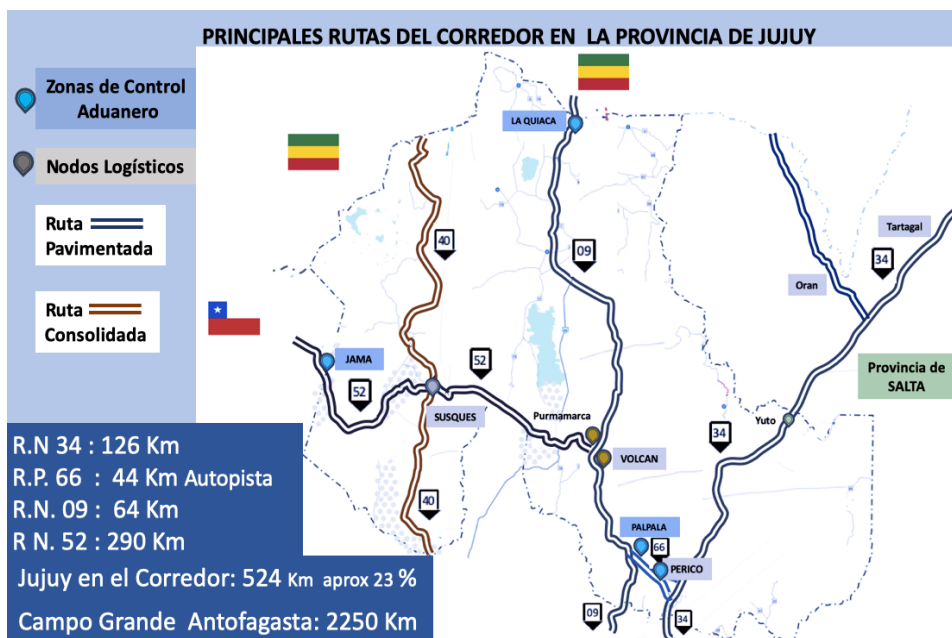 PRINCIPALES RUTAS DEL CORREDOR EN LA PROVINCIA DE JUJUY
Zonas de Control
Aduanero
Nodos Logísticos
Ruta
Pavimentada
Ruta
Consolidada
LA QUIACA
40
09
Tartagal
34
Oran
JAMA
52
52
SUSQUES
Purmamarca
VOLCAN
Provincia de
SALTA
Yuto
34
40
PALPALA
66
PERICO
09
34
R.N 34 : 126 Km
R.P. 66 : 44 Km Autopista
R.N. 09 : 64 Km
R N. 52 : 290 Km
Jujuy en el Corredor: 524 Km aprox 23 %
Campo Grande Antofagasta: 2250 Km